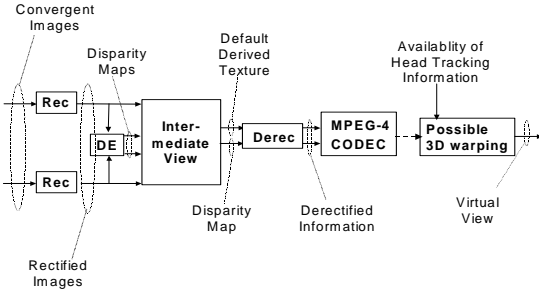 Convergent
Images
Disparity
Maps
Default
Derived
Texture
Availablity of
Head Tracking
Information
Rec
DE
Inter-
mediate
View
Derec
MPEG-4
CODEC
Possible
3D warping
Rec
Disparity
Map
Derectified
Information
Virtual
View
Rectified
Images